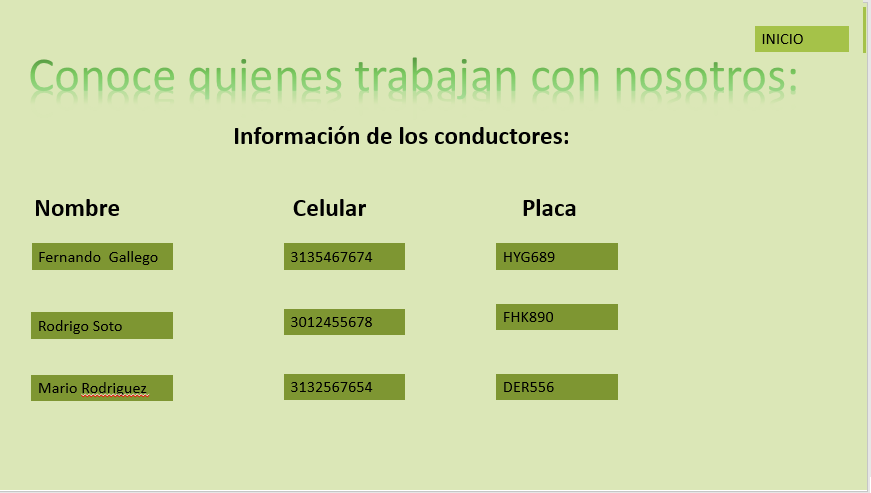 INICIO
Conoce quienes trabajan con nosotros:
Información de los conductores:
Nombre Celular Placa
Fernando Gallego 3135467674 HYG689
Rodrigo Soto 3012455678 FHK890
Mario Rodriguez 3132567654 DER556